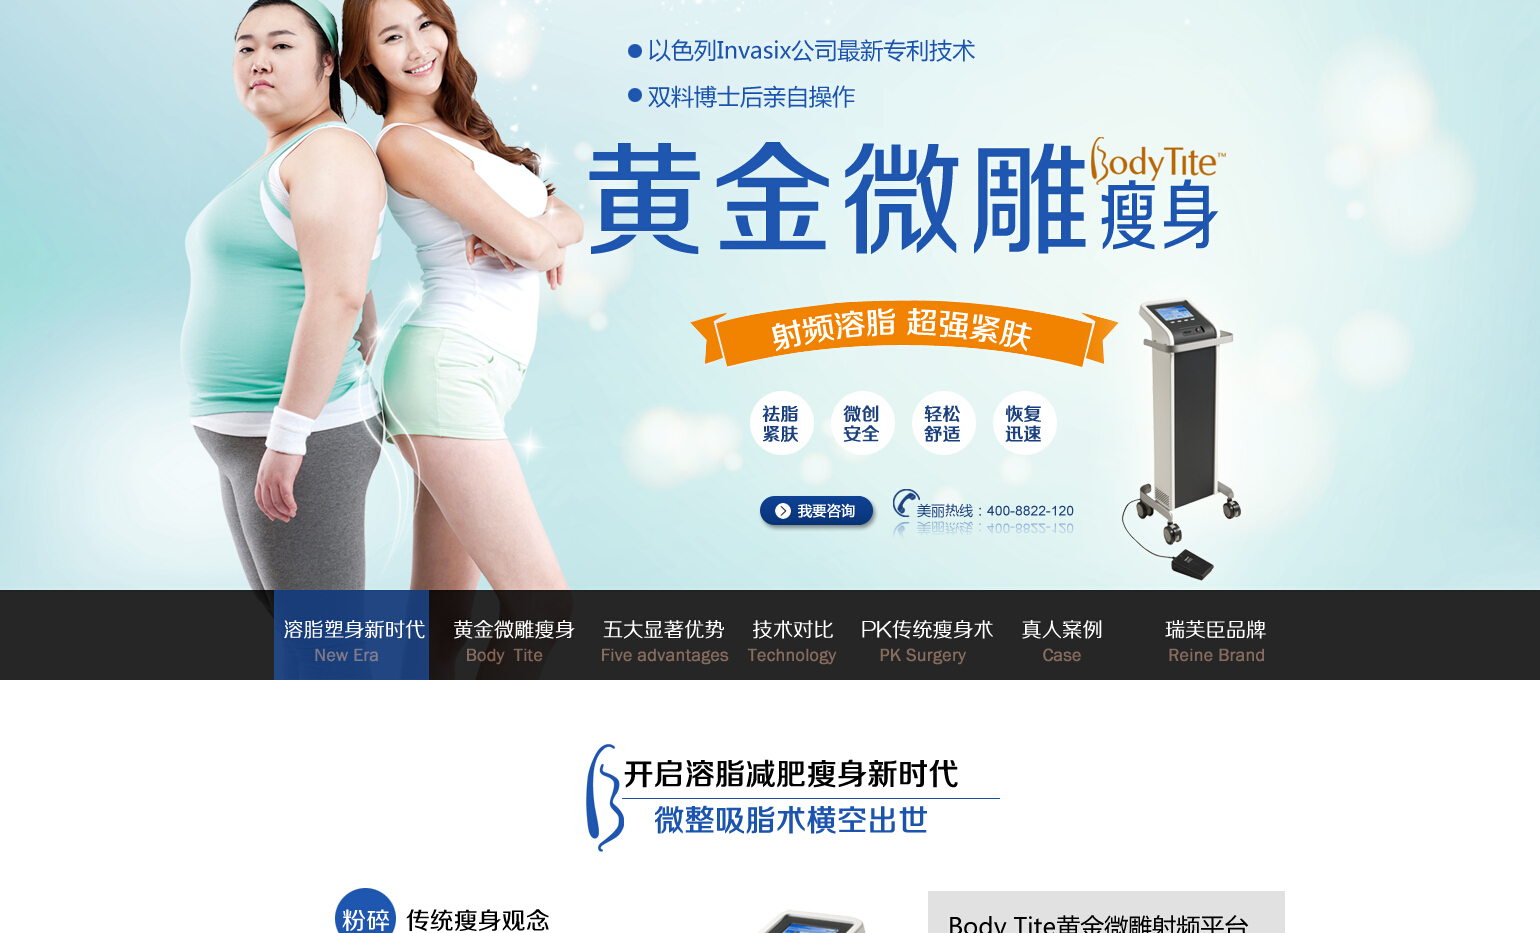 以色列Invasix公司最新专利技术
双料博士后亲自操作
黄金微雕
BodyTite™
瘦身
射频溶脂 超强紧肤
祛脂
紧肤
微创
安全
轻松
舒适
恢复
迅速
我要咨询
美丽热线：400-8822-120
溶脂塑身新时代
New Era
黄金微雕瘦身
Body Tite
五大显著优势
Five advantages
技术对比
Technology
PK传统瘦身术
PK Surgery
真人案例
Case
瑞芙臣品牌
Reine Brand
开启溶脂减肥瘦身新时代
微整吸脂术横空出世
粉碎 传统瘦身观念
Body Tite黄金微雕射频平台